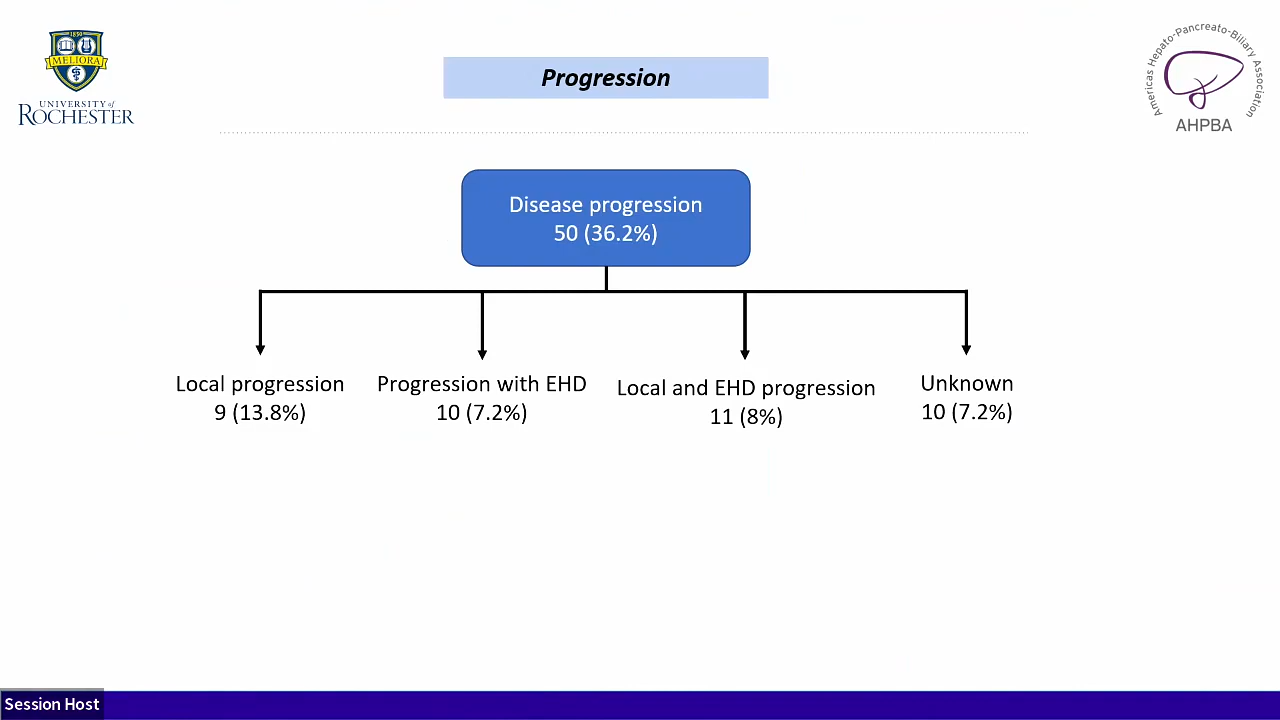 1850
MELIORA
UNIVERSITY of
ROCHESTER
Progression
Americas Hepato-Pancreato-Biliary Association
AHPBA
Disease progression
50 (36.2%)
Local progression
9 (13.8%)
Progression with EHD
10 (7.2%)
Local and EHD progression
11 (8%)
Unknown
10 (7.2%)
Session Host